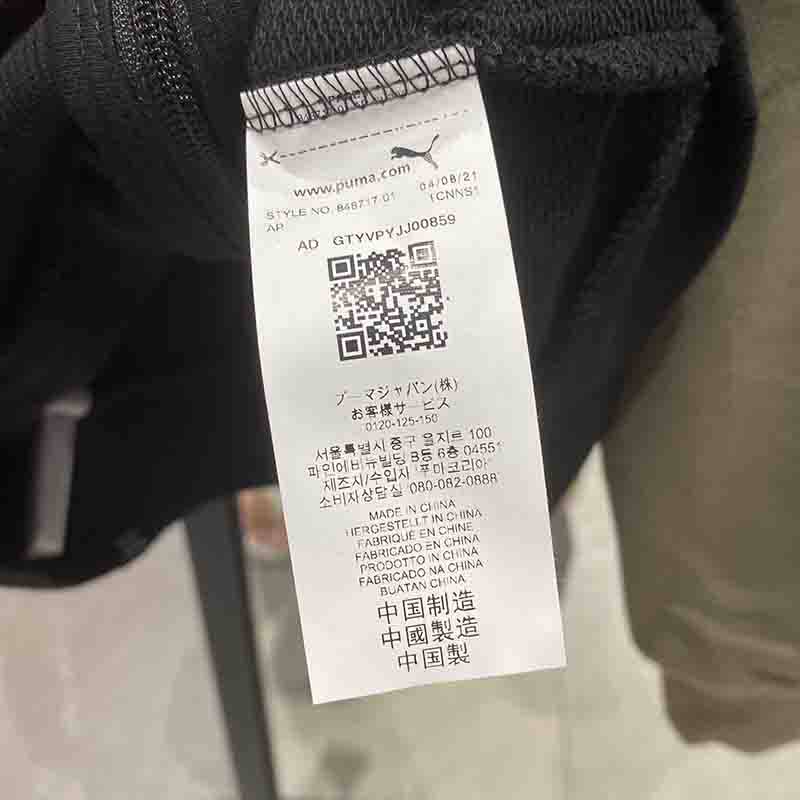 www.puma.com 04/08/21
STYLE NO. 848717 01 1CNNS1
AP
AD GTYVPYJJ00859
プーマジャパン(株)
お客様サービス
0120-125-150
서울특별시 중구 을지트 100
파인에비뉴빌딩 B동 6층 04551
제조시/수입사 '푸마코리아'
소비자상담실 080-082-0888
MADE IN CHINA
HERGESTELLT IN CHINA
FABRIQUÉ EN CHINE
FABRICADO EN CHINA
PRODOTTO IN CHINA
FABRICADO NA CHINA
BUATAN CHINA
中国制造
中國製造
中国製